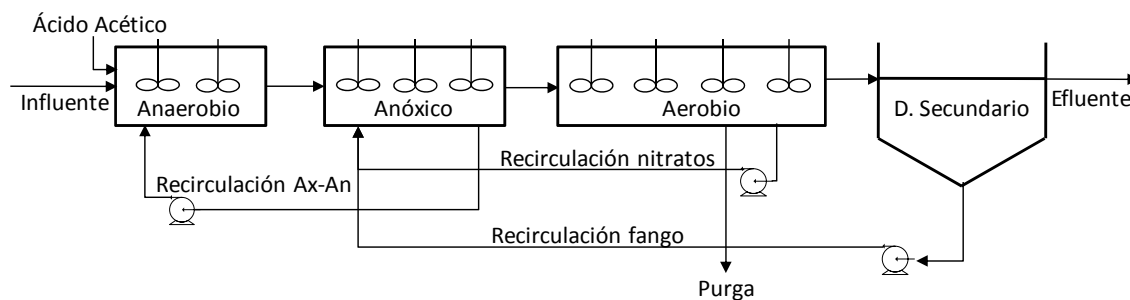 Ácido Acético
Influente
Anaerobio
Anóxico
Aerobio
D. Secundario
Efluente
Recirculación nitratos
Recirculación Ax-An
Recirculación fango
Purga